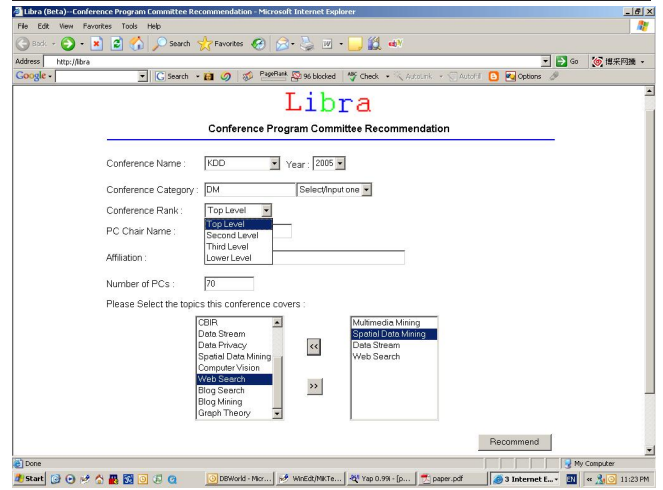 Libra (Beta)--Conference Program Committee Recommendation - Microsoft Internet Explorer
File Edit View Favorites Tools Help
Back Search Favorites
Address http://libra Go 博采网摘
Google Search PageRank 96 blocked Check AutoLink AutoFill Options
Libra
Conference Program Committee Recommendation
Conference Name : KDD Year : 2005
Conference Category : DM Select/Input one
Conference Rank : Top Level
Top Level
Second Level
Third Level
Lower Level
PC Chair Name :
Affiliation :
Number of PCs : 70
Please Select the topics this conference covers :
CBIR
Data Stream
Data Privacy
Spatial Data Mining
Computer Vision
Web Search
Blog Search
Blog Mining
Graph Theory
<<
>>
Multimedia Mining
Spatial Data Mining
Data Stream
Web Search
Recommend
Done My Computer
Start DBWorld - Micr... WinEdt/MiKTe... Yap 0.99i - [p... paper.pdf 3 Internet E... EN 11:23 PM